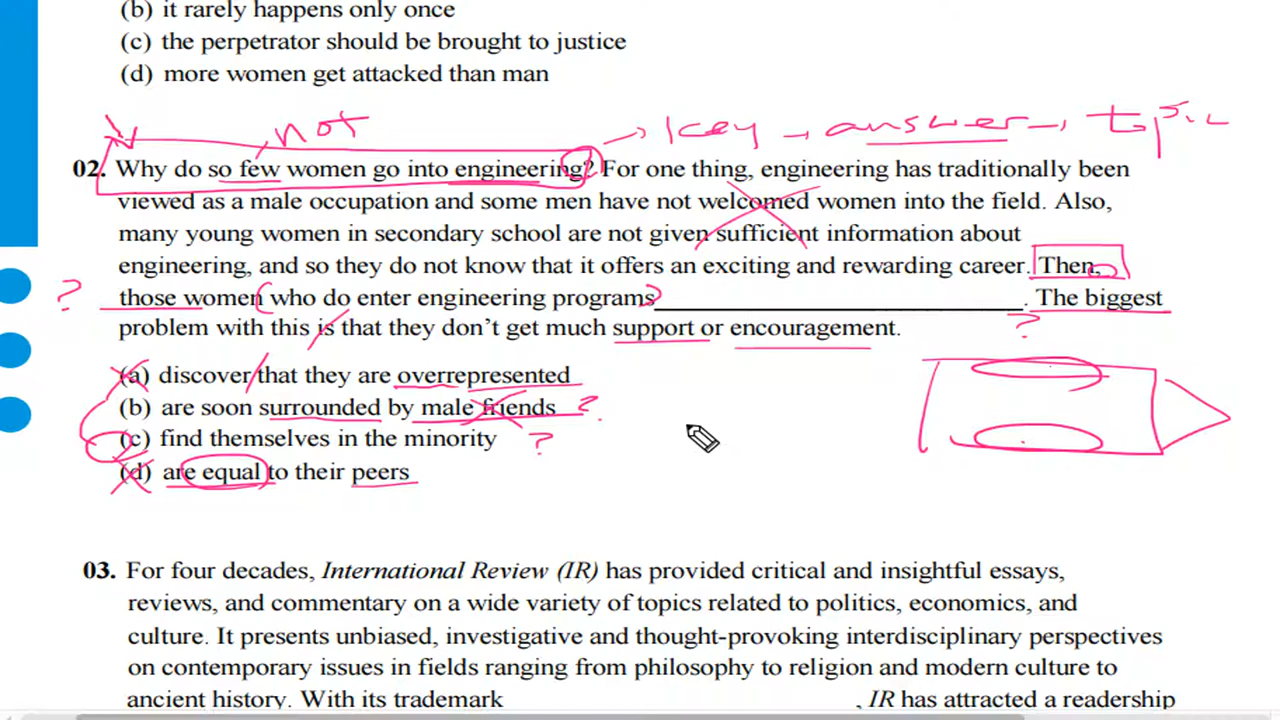 (b) it rarely happens only once
(c) the perpetrator should be brought to justice
(d) more women get attacked than man
N not key → answer → topic
02. Why do so few women go into engineering? For one thing, engineering has traditionally been
viewed as a male occupation and some men have not welcomed women into the field. Also,
many young women in secondary school are not given sufficient information about
engineering, and so they do not know that it offers an exciting and rewarding career. Then,
? those women (who do enter engineering programs) ______________. The biggest
problem with this is that they don't get much support or encouragement. ?
(a) discover that they are overrepresented
(b) are soon surrounded by male friends ?
(c) find themselves in the minority ?
(d) are equal to their peers
03. For four decades, International Review (IR) has provided critical and insightful essays,
reviews, and commentary on a wide variety of topics related to politics, economics, and
culture. It presents unbiased, investigative and thought-provoking interdisciplinary perspectives
on contemporary issues in fields ranging from philosophy to religion and modern culture to
ancient history. With its trademark , IR has attracted a readership